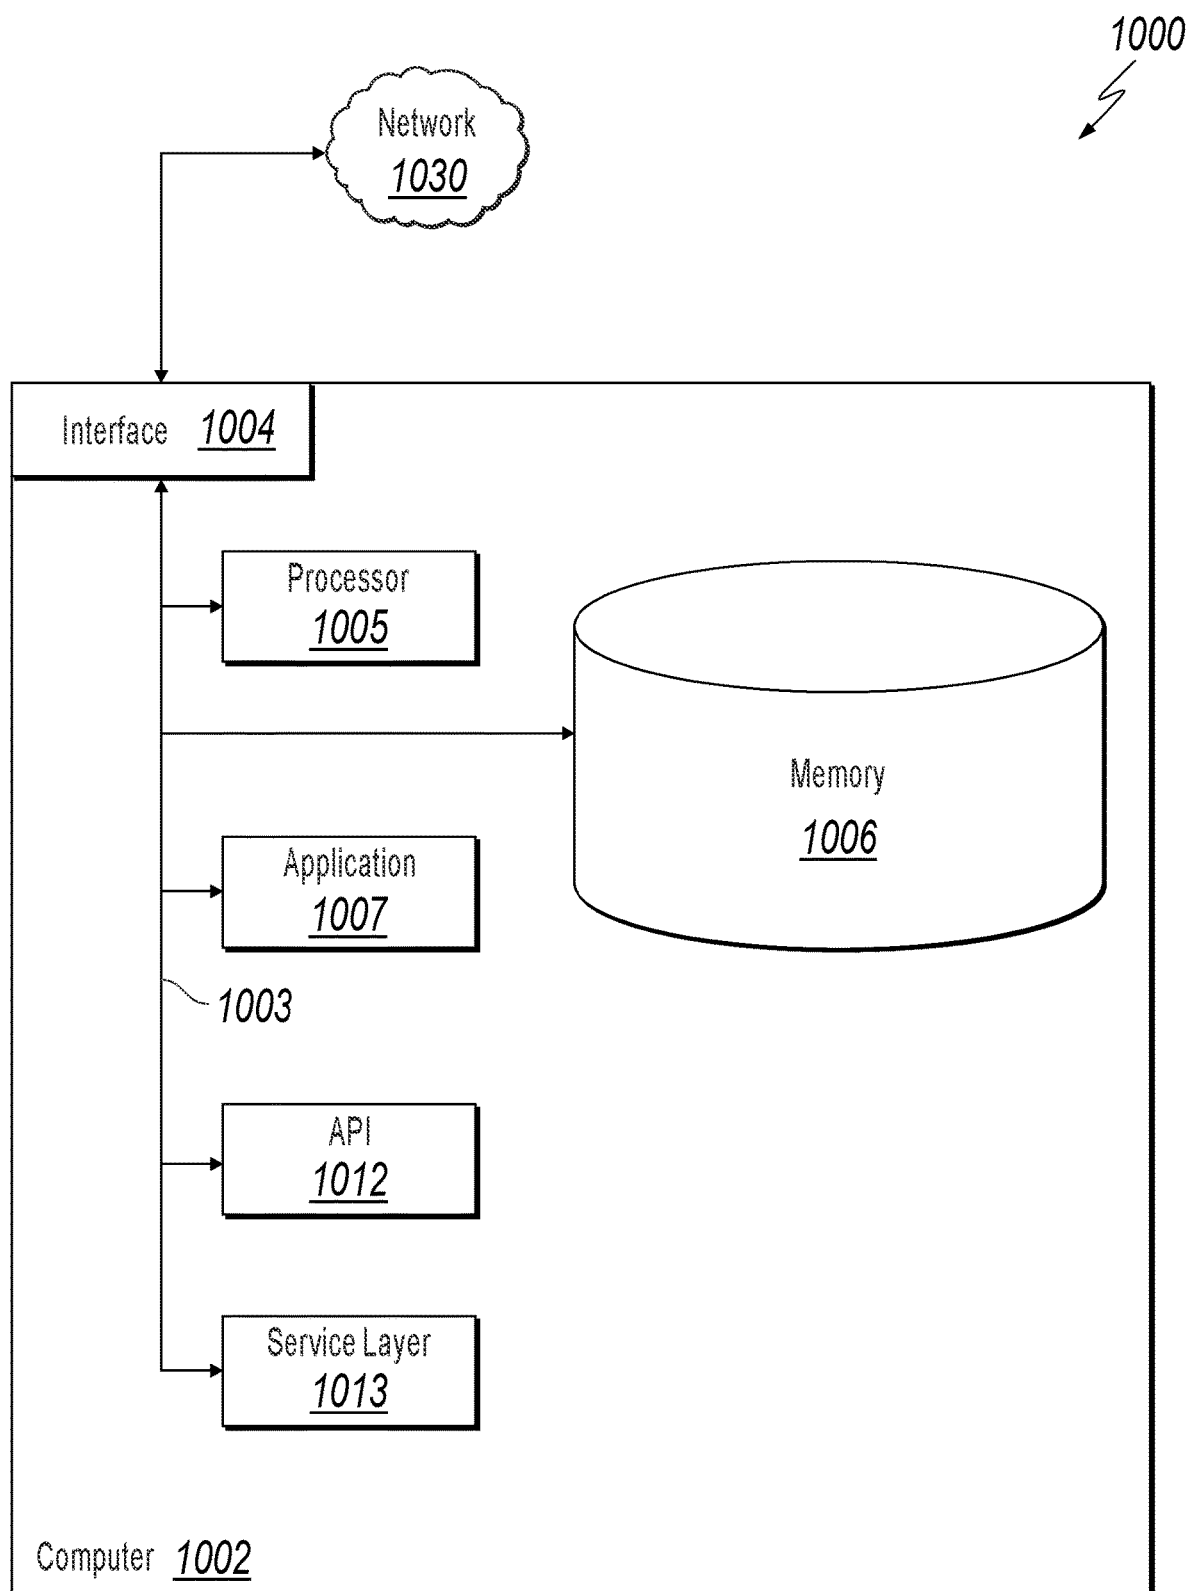 1000
Network
1030
Interface 1004
Processor
1005
Memory
1006
Application
1007
1003
API
1012
Service Layer
1013
Computer 1002